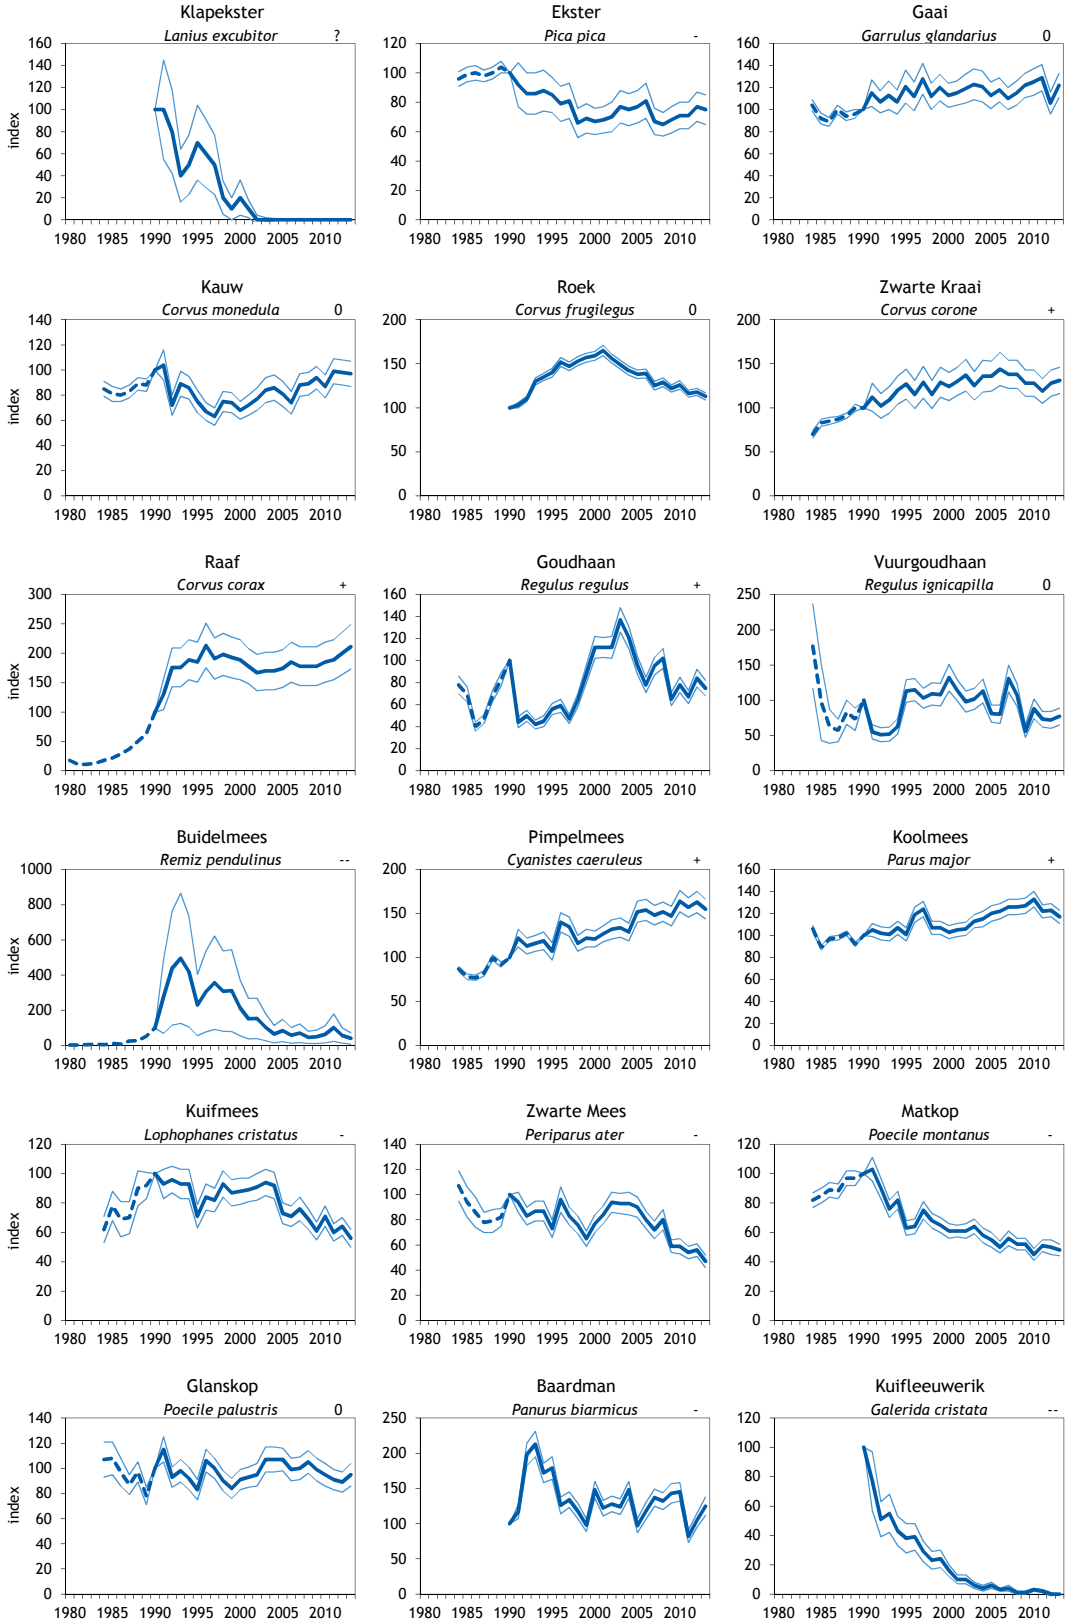 Klapekster Ekster Gaai
Lanius excubitor ? Pica pica - Garrulus glandarius 0
160 120 160
140 100 140
120 80 120
100 60 100
80 40 80
60 20 60
40 0 40
20 20
0 0
index
1980 1985 1990 1995 2000 2005 2010 1980 1985 1990 1995 2000 2005 2010 1980 1985 1990 1995 2000 2005 2010
Kauw Roek Zwarte Kraai
Corvus monedula 0 Corvus frugilegus 0 Corvus corone +
140 200 200
120 150 150
100 100 100
80 50 50
60 0 0
40
20
0
index
1980 1985 1990 1995 2000 2005 2010 1980 1985 1990 1995 2000 2005 2010 1980 1985 1990 1995 2000 2005 2010
Raaf Goudhaan Vuurgoudhaan
Corvus corax + Regulus regulus + Regulus ignicapilla 0
300 160 250
250 140 200
200 120 150
150 100 100
100 80 50
50 60 0
0 40
20
0
index
1980 1985 1990 1995 2000 2005 2010 1980 1985 1990 1995 2000 2005 2010 1980 1985 1990 1995 2000 2005 2010
Buidelmees Pimpelmees Koolmees
Remiz pendulinus -- Cyanistes caeruleus + Parus major +
1000 200 160
800 150 140
600 100 120
400 50 100
200 0 80
0 60
40
20
0
index
1980 1985 1990 1995 2000 2005 2010 1980 1985 1990 1995 2000 2005 2010 1980 1985 1990 1995 2000 2005 2010
Kuifmees Zwarte Mees Matkop
Lophophanes cristatus - Periparus ater - Poecile montanus -
120 140 120
100 120 100
80 100 80
60 80 60
40 60 40
20 40 20
0 20 0
0
index
1980 1985 1990 1995 2000 2005 2010 1980 1985 1990 1995 2000 2005 2010 1980 1985 1990 1995 2000 2005 2010
Glanskop Baardman Kuifleeuwerik
Poecile palustris 0 Panurus biarmicus - Galerida cristata --
140 250 120
120 200 100
100 150 80
80 100 60
60 50 40
40 0 20
20 0
0
index
1980 1985 1990 1995 2000 2005 2010 1980 1985 1990 1995 2000 2005 2010 1980 1985 1990 1995 2000 2005 2010